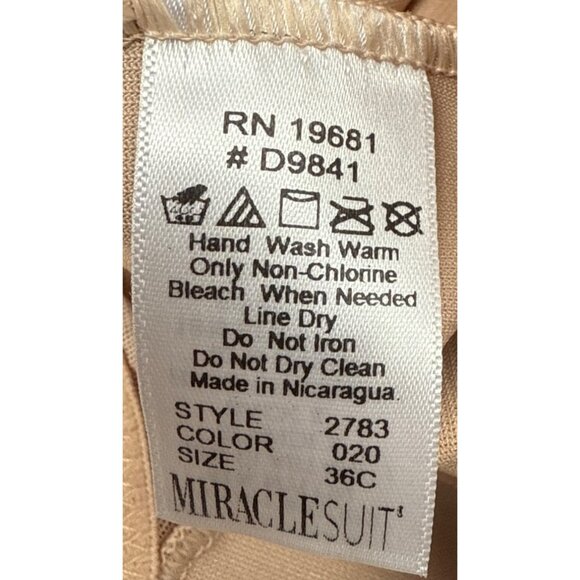 RN 19681
# D9841
Hand Wash Warm
Only Non-Chlorine
Bleach When Needed
Line Dry
Do Not Iron
Do Not Dry Clean
Made in Nicaragua.
STYLE 2783
COLOR 020
SIZE 36C
MIRACLESUIT